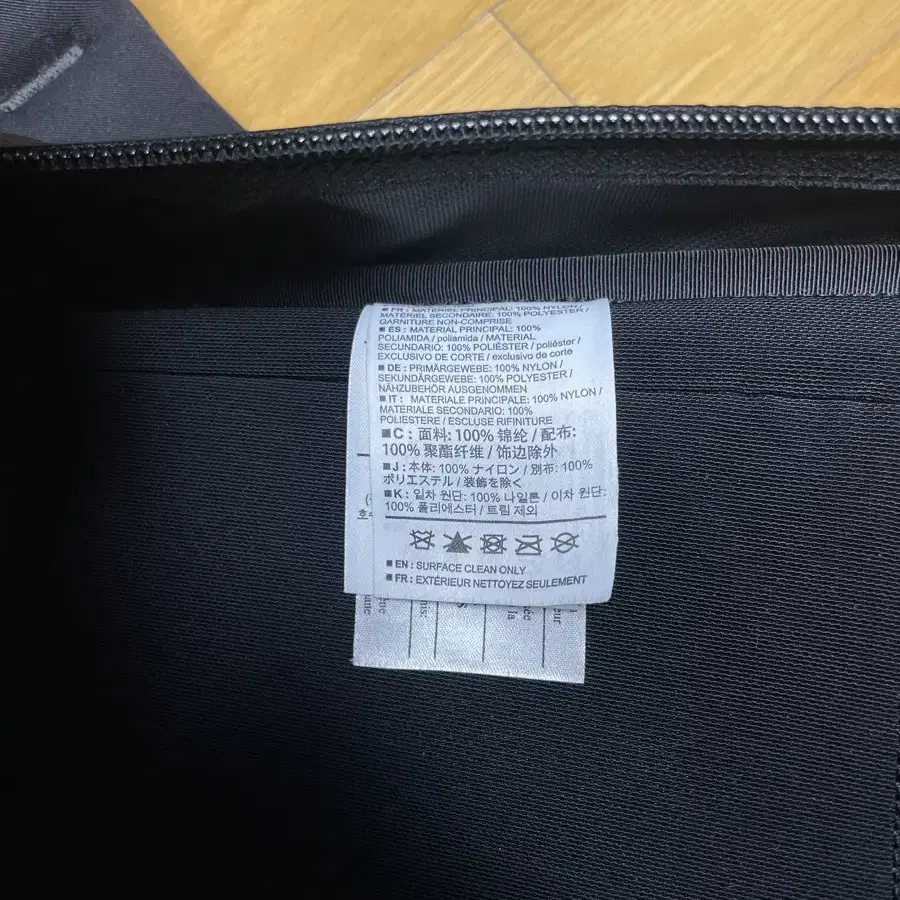 ■ FR : MATERIEL PRINCIPAL: 100% NYLON /
MATERIEL SECONDAIRE: 100% POLYESTER /
GARNITURE NON-COMPRISE
■ ES : MATERIAL PRINCIPAL: 100%
POLIAMIDA / poliamida / MATERIAL
SECUNDARIO: 100% POLIÉSTER / poliéster /
EXCLUSIVO DE CORTE / exclusivo de corte
■ DE : PRIMÄRGEWEBE: 100% NYLON /
SEKUNDÄRGEWEBE: 100% POLYESTER /
NÄHZUBEHÖR AUSGENOMMEN
■ IT : MATERIALE PRINCIPALE: 100% NYLON /
MATERIALE SECONDARIO: 100%
POLIESTERE / ESCLUSE RIFINITURE
■ C : 面料: 100% 锦纶 / 配布:
100% 聚酯纤维 / 饰边除外
■ J : 本体: 100% ナイロン / 別布: 100%
ポリエステル / 装飾を除く
■ K : 일차 원단: 100% 나일론 / 이차 원단:
100% 폴리에스터 / 트림 제외
■ EN : SURFACE CLEAN ONLY
■ FR : EXTÉRIEUR NETTOYEZ SEULEMENT